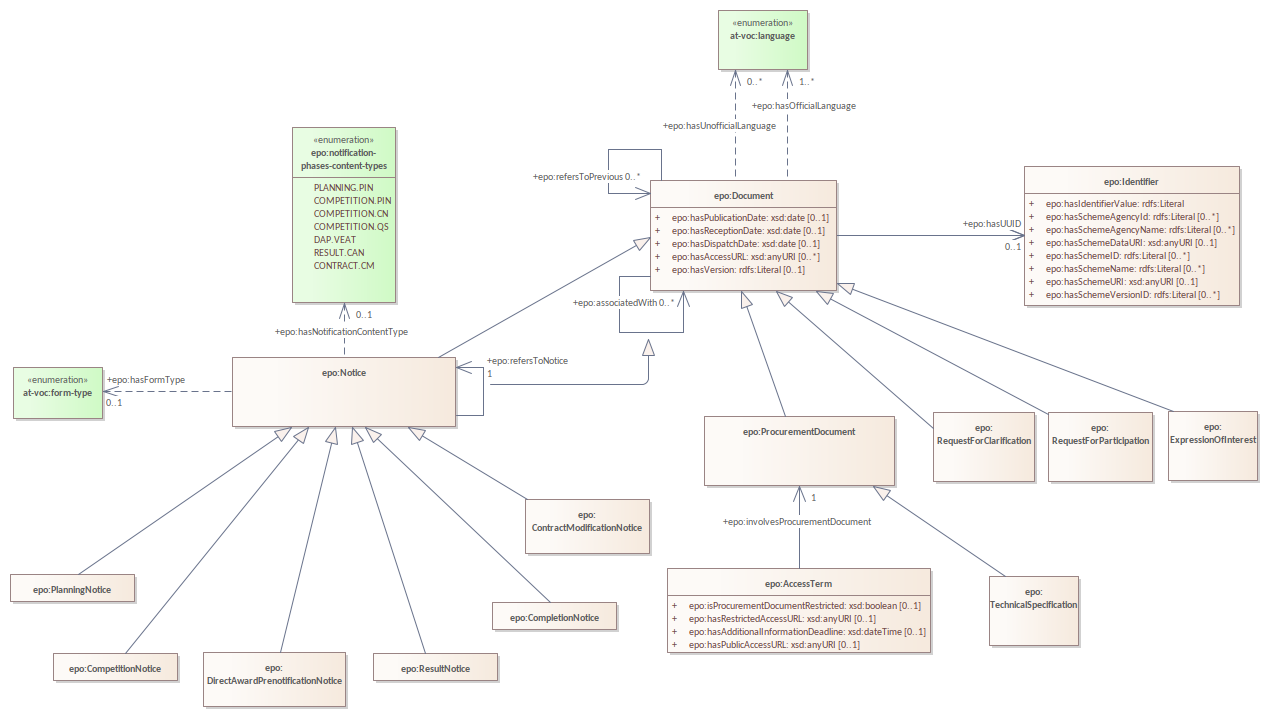 «enumeration»
at-voc:language
0..*
1..*
+epo:hasOfficialLanguage
+epo:hasUnofficialLanguage
«enumeration»
epo:notification-
phases-content-types
PLANNING.PIN
COMPETITION.PIN
COMPETITION.CN
COMPETITION.QS
DAP.VEAT
RESULT.CAN
CONTRACT.CM
+epo:refersToPrevious 0..*
epo:Document
+ epo:hasPublicationDate: xsd:date [0..1]
+ epo:hasReceptionDate: xsd:date [0..1]
+ epo:hasDispatchDate: xsd:date [0..1]
+ epo:hasAccessURL: xsd:anyURI [0..*]
+ epo:hasVersion: rdfs:Literal [0..1]
+epo:hasUUID
0..1
epo:Identifier
+ epo:hasIdentifierValue: rdfs:Literal
+ epo:hasSchemeAgencyId: rdfs:Literal [0..*]
+ epo:hasSchemeAgencyName: rdfs:Literal [0..*]
+ epo:hasSchemeDataURI: xsd:anyURI [0..1]
+ epo:hasSchemeID: rdfs:Literal [0..*]
+ epo:hasSchemeName: rdfs:Literal [0..*]
+ epo:hasSchemeURI: xsd:anyURI [0..1]
+ epo:hasSchemeVersionID: rdfs:Literal [0..*]
+epo:associatedWith 0..*
0..1
+epo:hasNotificationContentType
«enumeration»
at-voc:form-type
+epo:hasFormType
0..1
epo:Notice
+epo:refersToNotice
1
epo:ProcurementDocument
epo:
RequestForClarification
epo:
RequestForParticipation
epo:
ExpressionOfInterest
1
+epo:involvesProcurementDocument
epo:
ContractModificationNotice
epo:AccessTerm
+ epo:isProcurementDocumentRestricted: xsd:boolean [0..1]
+ epo:hasRestrictedAccessURL: xsd:anyURI [0..1]
+ epo:hasAdditionalInformationDeadline: xsd:dateTime [0..1]
+ epo:hasPublicAccessURL: xsd:anyURI [0..1]
epo:
TechnicalSpecification
epo:PlanningNotice
epo:CompletionNotice
epo:CompetitionNotice
epo:
DirectAwardPrenotificationNotice
epo:ResultNotice